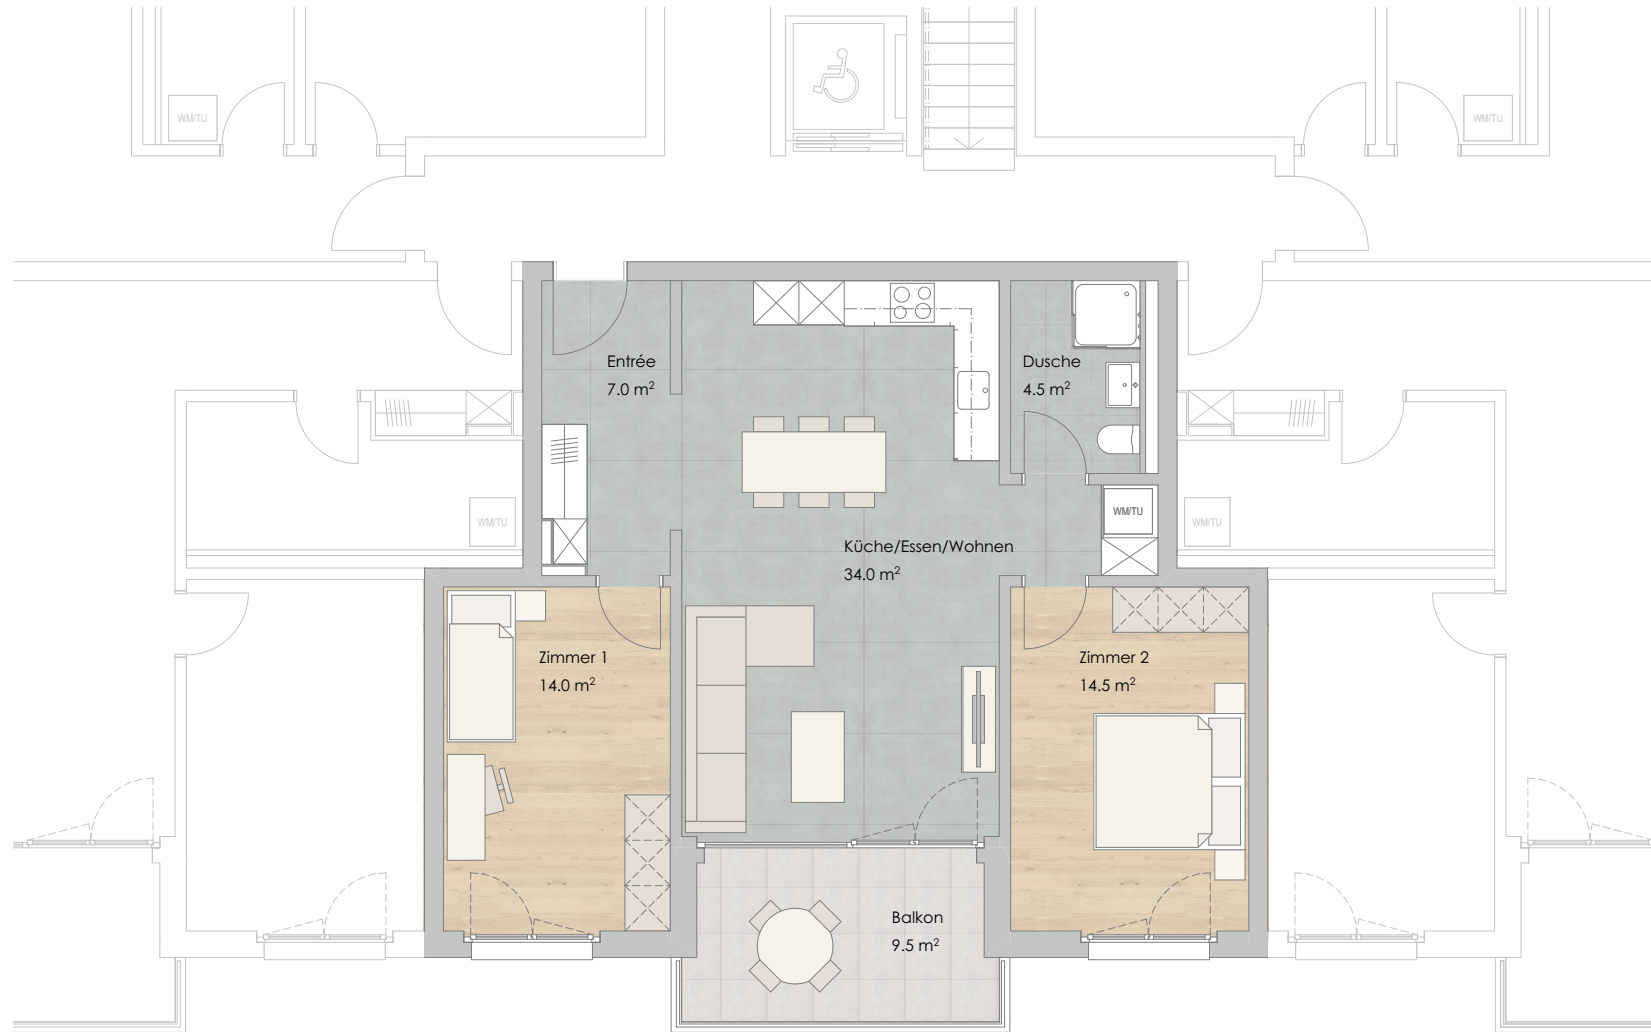 WM/TU
WM/TU
Entrée
7.0 m²
Dusche
4.5 m²
WM/TU
WM/TU
WM/TU
Küche/Essen/Wohnen
34.0 m²
Zimmer 1
14.0 m²
Zimmer 2
14.5 m²
Balkon
9.5 m²